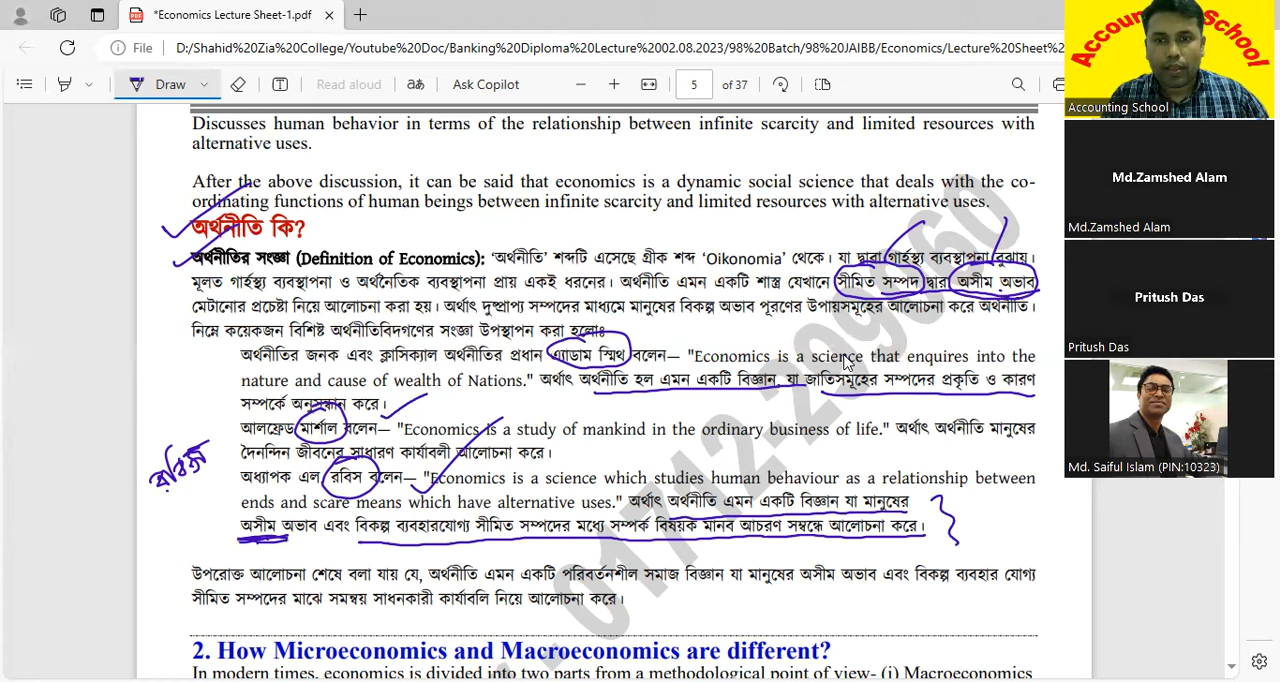 *Economics Lecture Sheet-1.pdf
File D:/Shahid%20Zia%20College/Youtube%20Doc/Banking%20Diploma%20Lecture%2002.08.2023/98%20Batch/98%20JAIBB/Economics/Lecture%20Sheet
Draw Read aloud aあ Ask Copilot 5 of 37
Accounting School
Accounting School
Md.Zamshed Alam
Md.Zamshed Alam
Pritush Das
Pritush Das
Md. Saiful Islam (PIN:10323)
Discusses human behavior in terms of the relationship between infinite scarcity and limited resources with
alternative uses.
After the above discussion, it can be said that economics is a dynamic social science that deals with the co-
ordinating functions of human beings between infinite scarcity and limited resources with alternative uses.
অর্থনীতি কি?
অর্থনীতির সংজ্ঞা (Definition of Economics): ‘অর্থনীতি’ শব্দটি এসেছে গ্রীক শব্দ ‘Oikonomia’ থেকে। যা দ্বারা গার্হস্থ্য ব্যবস্থাপনা বুঝায়।
মূলত গার্হস্থ্য ব্যবস্থাপনা ও অর্থনৈতিক ব্যবস্থাপনা প্রায় একই ধরনের। অর্থনীতি এমন একটি শাস্ত্র যেখানে সীমিত সম্পদ দ্বার অসীম অভাব
মেটানোর প্রচেষ্টা নিয়ে আলোচনা করা হয়। অর্থাৎ দুষ্প্রাপ্য সম্পদের মাধ্যমে মানুষের বিকল্প অভাব পূরণের উপায়সমূহের আলোচনা করে অর্থনীতি।
নিম্নে কয়েকজন বিশিষ্ট অর্থনীতিবিদগণের সংজ্ঞা উপস্থাপন করা হলোঃ
অর্থনীতির জনক এবং ক্লাসিক্যাল অর্থনীতির প্রধান এ্যাডাম স্মিথ বলেন– "Economics is a science that enquires into the
nature and cause of wealth of Nations." অর্থাৎ অর্থনীতি হল এমন একটি বিজ্ঞান, যা জাতিসমূহের সম্পদের প্রকৃতি ও কারণ
সম্পর্কে অনুসন্ধান করে।
আলফ্রেড মার্শাল বলেন– "Economics is a study of mankind in the ordinary business of life." অর্থাৎ অর্থনীতি মানুষের
দৈনন্দিন জীবনের সাধারণ কার্যাবলী আলোচনা করে।
অধ্যাপক এল রবিস বলেন– "Economics is a science which studies human behaviour as a relationship between
ends and scare means which have alternative uses." অর্থাৎ অর্থনীতি এমন একটি বিজ্ঞান যা মানুষের
অসীম অভাব এবং বিকল্প ব্যবহারযোগ্য সীমিত সম্পদের মধ্যে সম্পর্ক বিষয়ক মানব আচরণ সম্বন্ধে আলোচনা করে।
উপরোক্ত আলোচনা শেষে বলা যায় যে, অর্থনীতি এমন একটি পরিবর্তনশীল সমাজ বিজ্ঞান যা মানুষের অসীম অভাব এবং বিকল্প ব্যবহার যোগ্য
সীমিত সম্পদের মাঝে সমন্বয় সাধনকারী কার্যাবলি নিয়ে আলোচনা করে।
2. How Microeconomics and Macroeconomics are different?
In modern times, economics is divided into two parts from a methodological point of view- (i) Macroeconomics